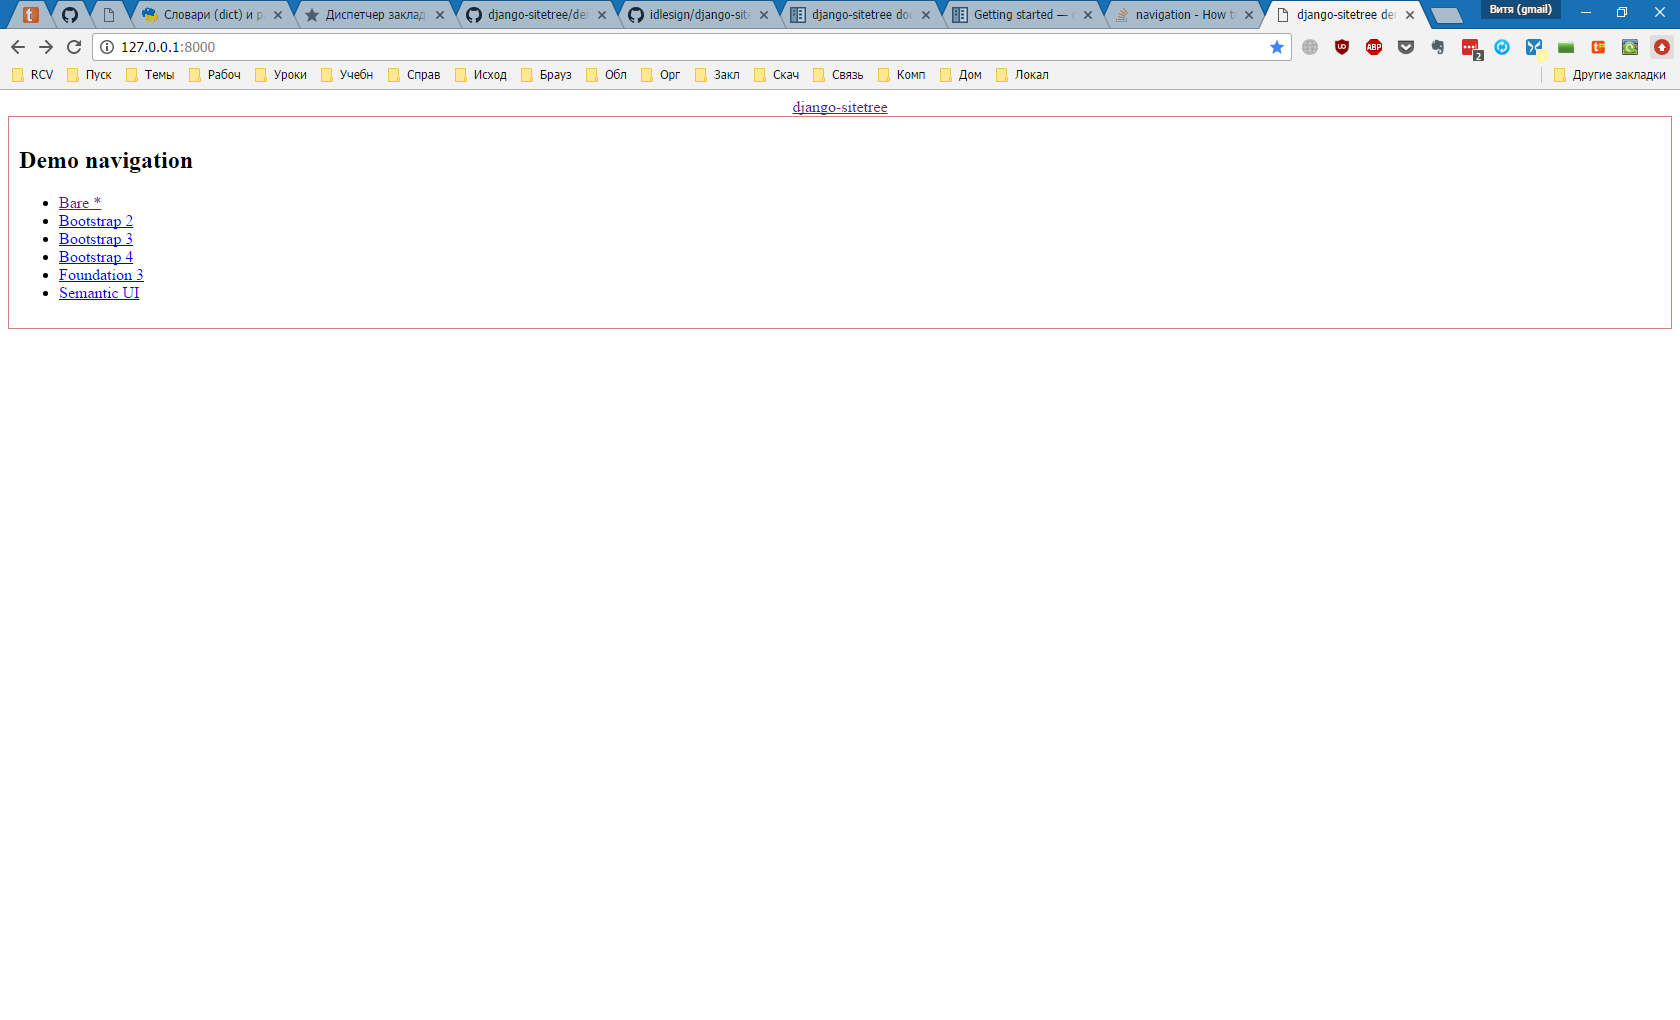 Словари (dict) и р
Диспетчер заклад
django-sitetree/de
idlesign/django-site
django-sitetree doc
Getting started —
navigation - How to
django-sitetree de
Витя (gmail)
127.0.0.1:8000
RCV Пуск Темы Рабоч Уроки Учебн Справ Исход Брауз Обл Орг Закл Скач Связь Комп Дом Локал Другие закладки
django-sitetree
Demo navigation
Bare *
Bootstrap 2
Bootstrap 3
Bootstrap 4
Foundation 3
Semantic UI